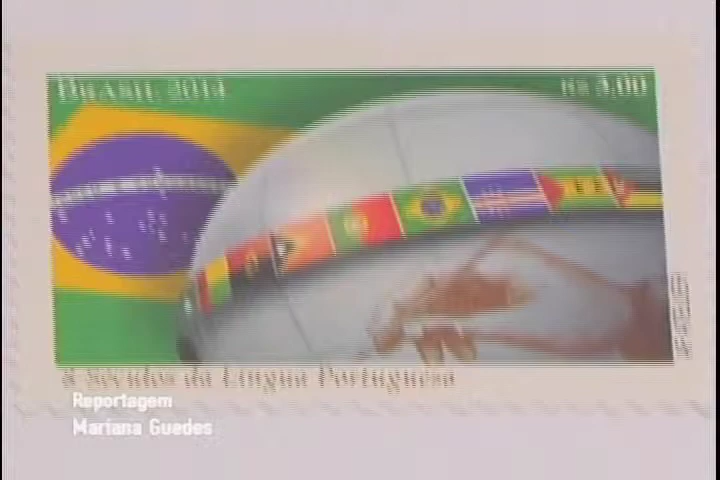 BRASIL 2014
R$ 3,00
8 Séculos da Língua Portuguesa
Reportagem
Mariana Guedes